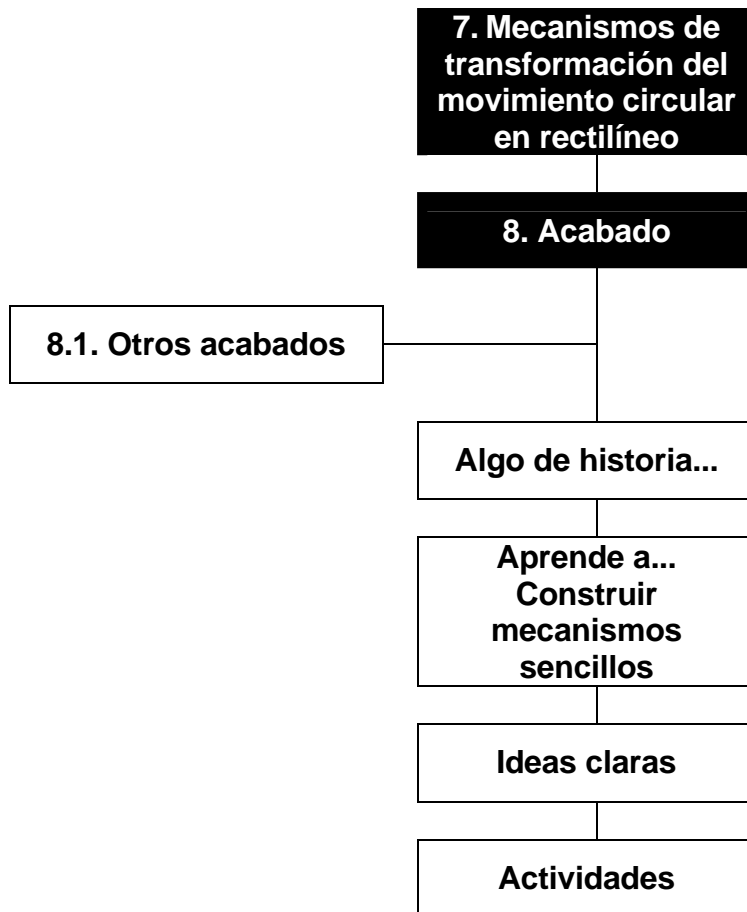 7. Mecanismos de
transformación del
movimiento circular
en rectilíneo
8. Acabado
8.1. Otros acabados
Algo de historia...
Aprende a...
Construir
mecanismos
sencillos
Ideas claras
Actividades